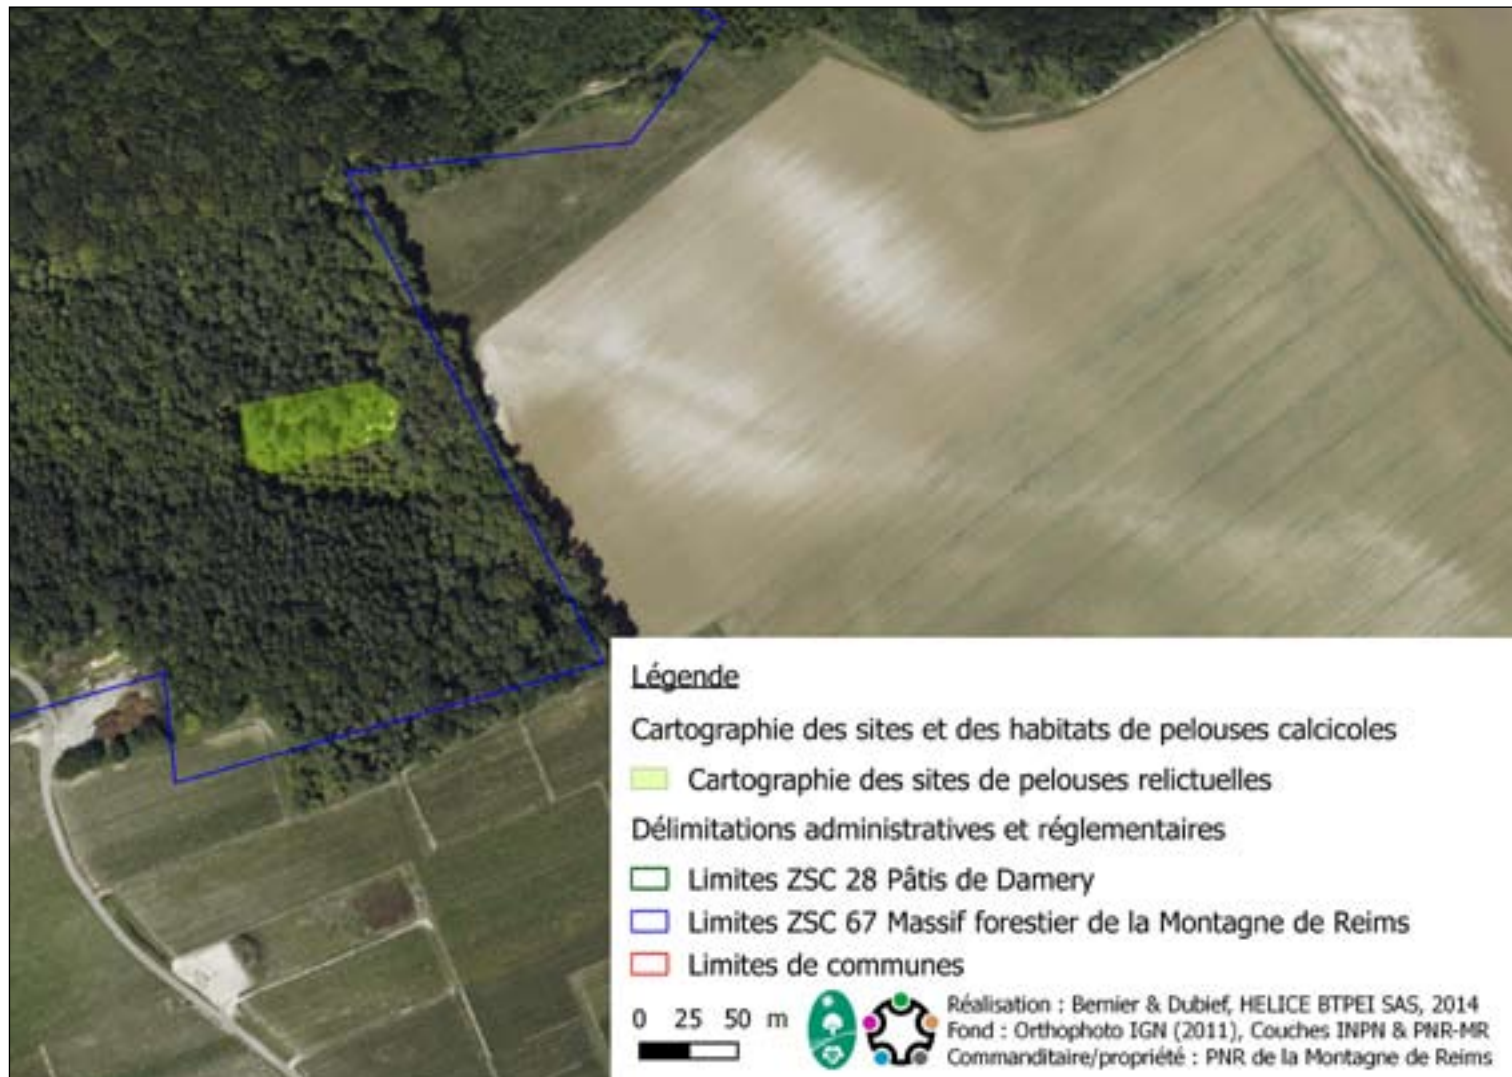 Légende
Cartographie des sites et des habitats de pelouses calcicoles
Cartographie des sites de pelouses relictuelles
Délimitations administratives et réglementaires
Limites ZSC 28 Pâtis de Damery
Limites ZSC 67 Massif forestier de la Montagne de Reims
Limites de communes
0 25 50 m
Réalisation : Bernier & Dubief, HELICE BTPEI SAS, 2014
Fond : Orthophoto IGN (2011), Couches INPN & PNR-MR
Commanditaire/propriété : PNR de la Montagne de Reims